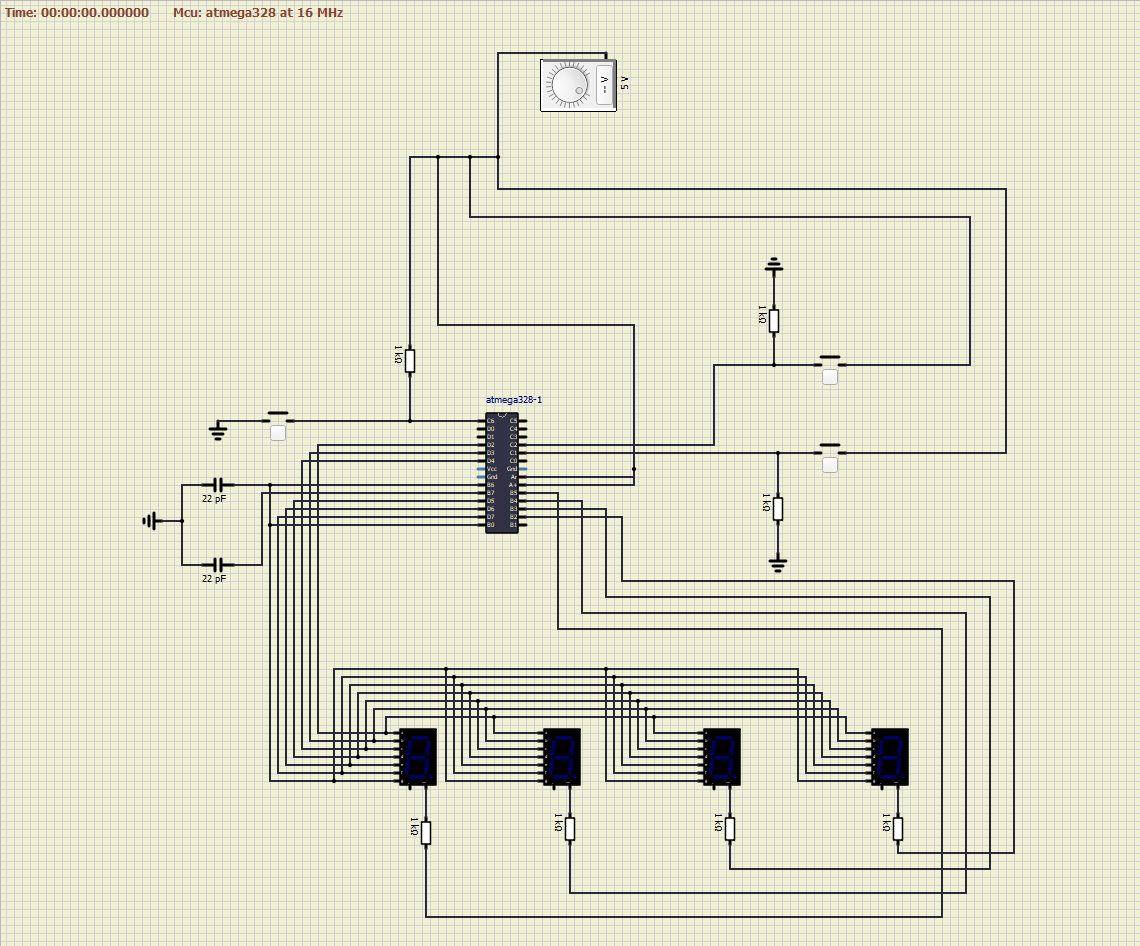 Time: 00:00:00.000000 Mcu: atmega328 at 16 MHz
-- V
5 V
1 kΩ
1 kΩ
atmega328-1
C6 C5
D0 C4
D1 C3
D2 C2
D3 C1
D4 C0
Vcc Gnd
Gnd Ar
B6 A+
B7 B5
D5 B4
D6 B3
D7 B2
B0 B1
22 pF
1 kΩ
22 pF
1 kΩ
1 kΩ
1 kΩ
1 kΩ